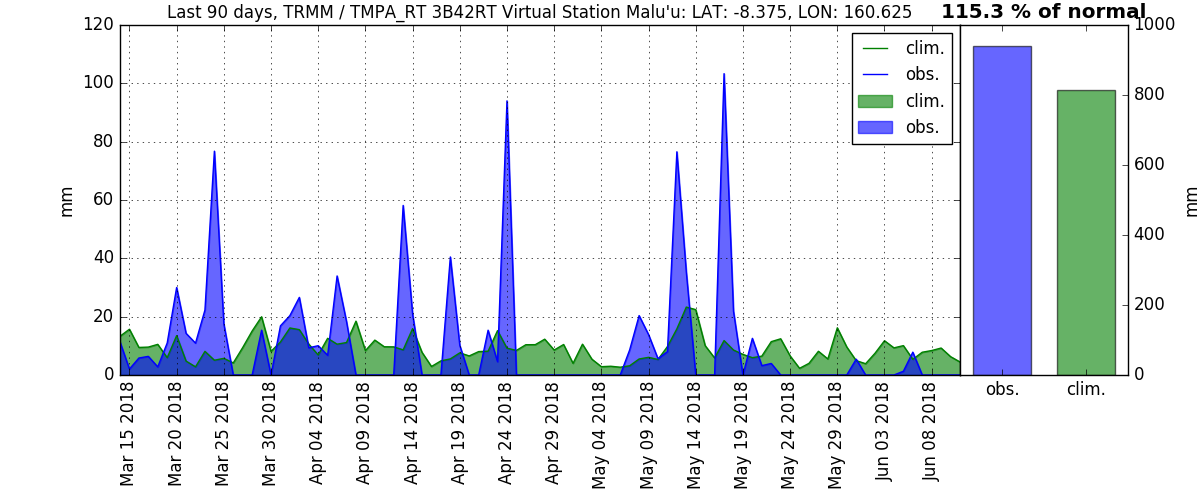 Last 90 days, TRMM / TMPA_RT 3B42RT Virtual Station Malu'u: LAT: -8.375, LON: 160.625
115.3 % of normal
120
100
80
60
40
20
0
mm
clim.
obs.
clim.
obs.
1000
800
600
400
200
0
mm
obs.
clim.
Mar 15 2018
Mar 20 2018
Mar 25 2018
Mar 30 2018
Apr 04 2018
Apr 09 2018
Apr 14 2018
Apr 19 2018
Apr 24 2018
Apr 29 2018
May 04 2018
May 09 2018
May 14 2018
May 19 2018
May 24 2018
May 29 2018
Jun 03 2018
Jun 08 2018